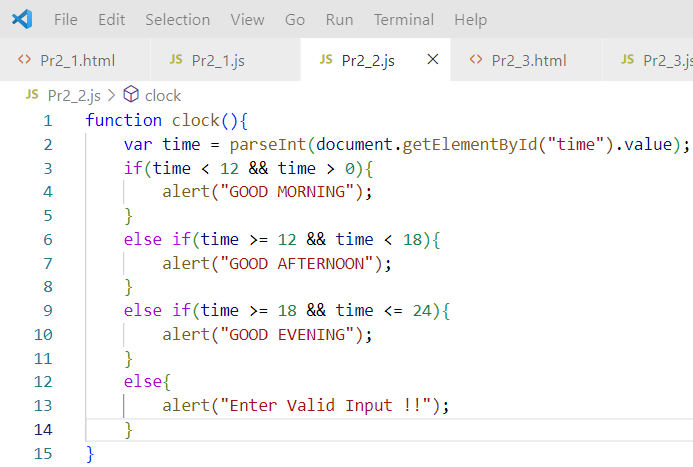 File Edit Selection View Go Run Terminal Help
<> Pr2_1.html JS Pr2_1.js JS Pr2_2.js × <> Pr2_3.html JS Pr2_3.js
JS Pr2_2.js > clock
1 function clock(){
2     var time = parseInt(document.getElementById("time").value);
3     if(time < 12 && time > 0){
4         alert("GOOD MORNING");
5     }
6     else if(time >= 12 && time < 18){
7         alert("GOOD AFTERNOON");
8     }
9     else if(time >= 18 && time <= 24){
10         alert("GOOD EVENING");
11     }
12     else{
13         alert("Enter Valid Input !!");
14     }
15 }